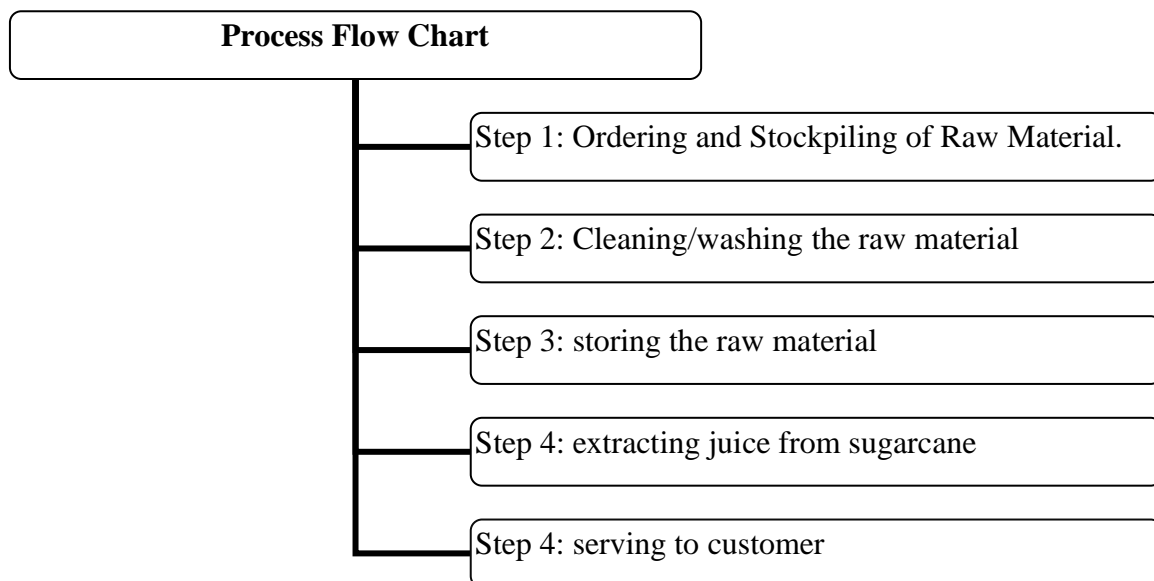 Process Flow Chart
Step 1: Ordering and Stockpiling of Raw Material.
Step 2: Cleaning/washing the raw material
Step 3: storing the raw material
Step 4: extracting juice from sugarcane
Step 4: serving to customer